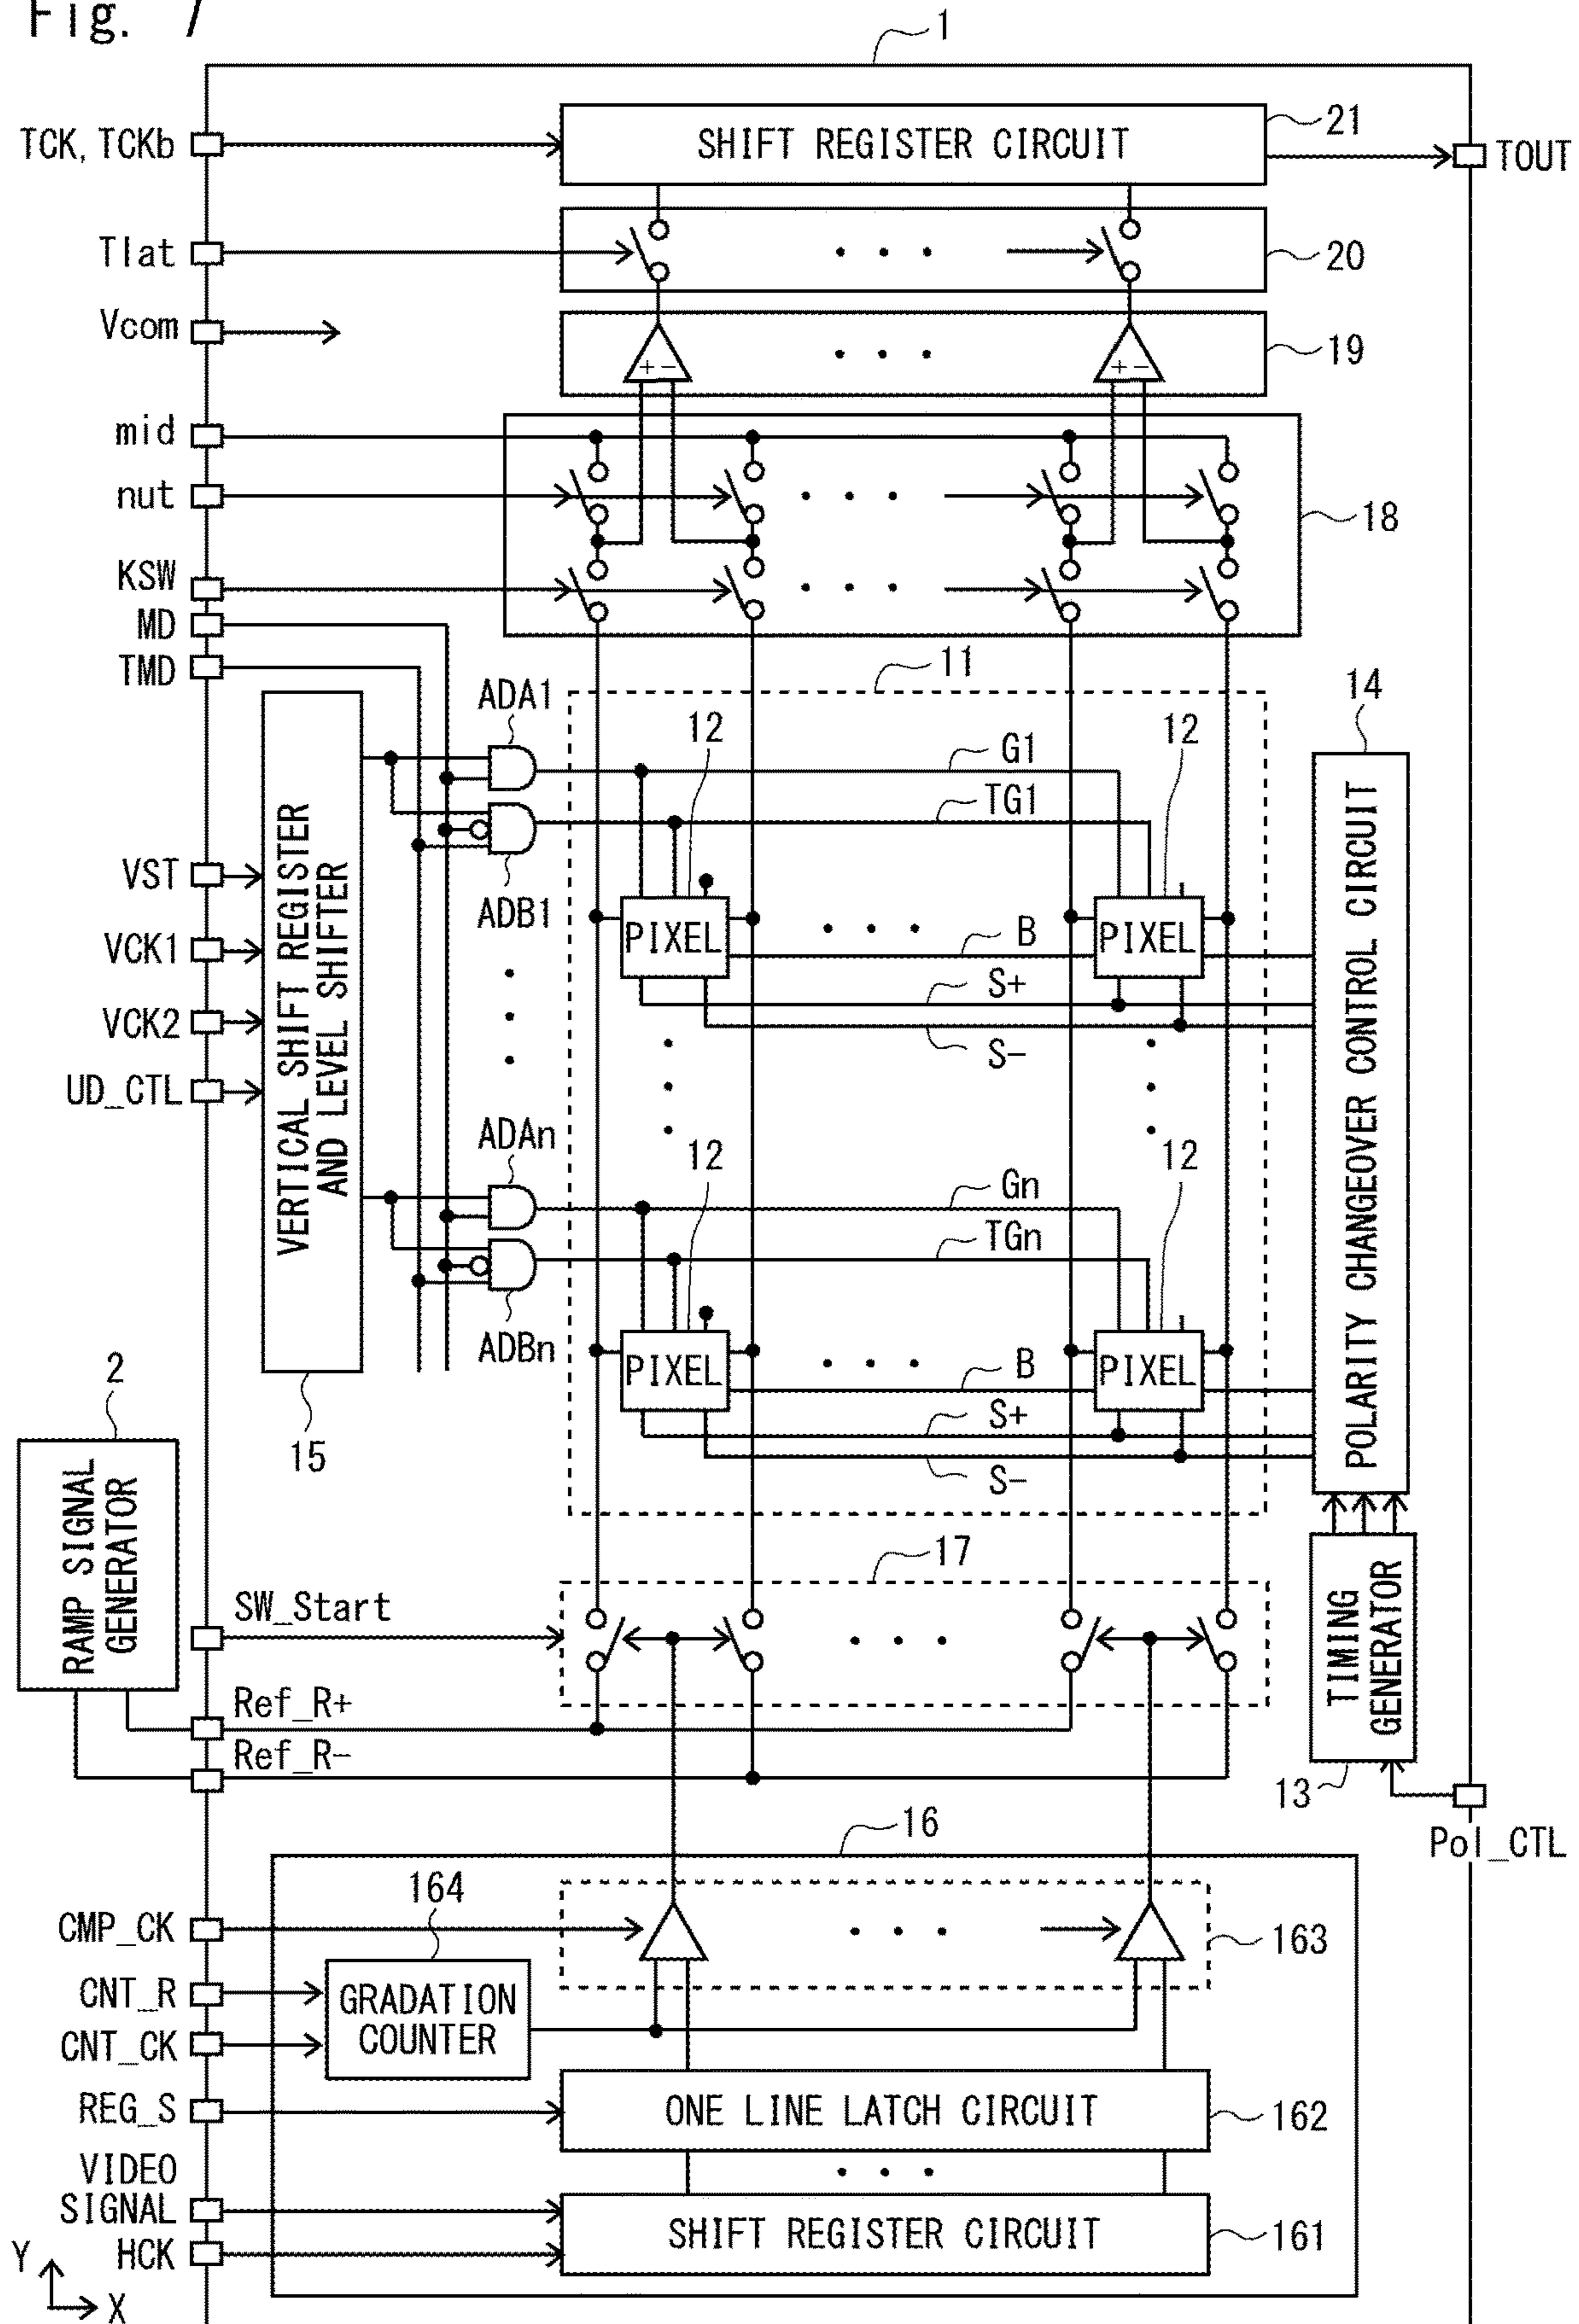 Fig. 7
1
TCK, TCKb
SHIFT REGISTER CIRCUIT
21
TOUT
Tlat
20
Vcom
+ -
+ -
19
mid
nut
18
KSW
MD
TMD
11
ADA1
12
12
14
G1
TG1
VERTICAL SHIFT REGISTER
AND LEVEL SHIFTER
POLARITY CHANGEOVER CONTROL CIRCUIT
VST
ADB1
PIXEL
PIXEL
VCK1
B
S+
VCK2
S-
UD_CTL
ADAn
12
12
Gn
TGn
ADBn
PIXEL
PIXEL
2
B
S+
15
S-
RAMP SIGNAL
GENERATOR
17
TIMING
GENERATOR
SW_Start
Ref_R+
Ref_R-
13
16
Pol_CTL
164
CMP_CK
163
CNT_R
GRADATION
COUNTER
CNT_CK
REG_S
ONE LINE LATCH CIRCUIT
162
VIDEO
SIGNAL
SHIFT REGISTER CIRCUIT
161
HCK
Y
X